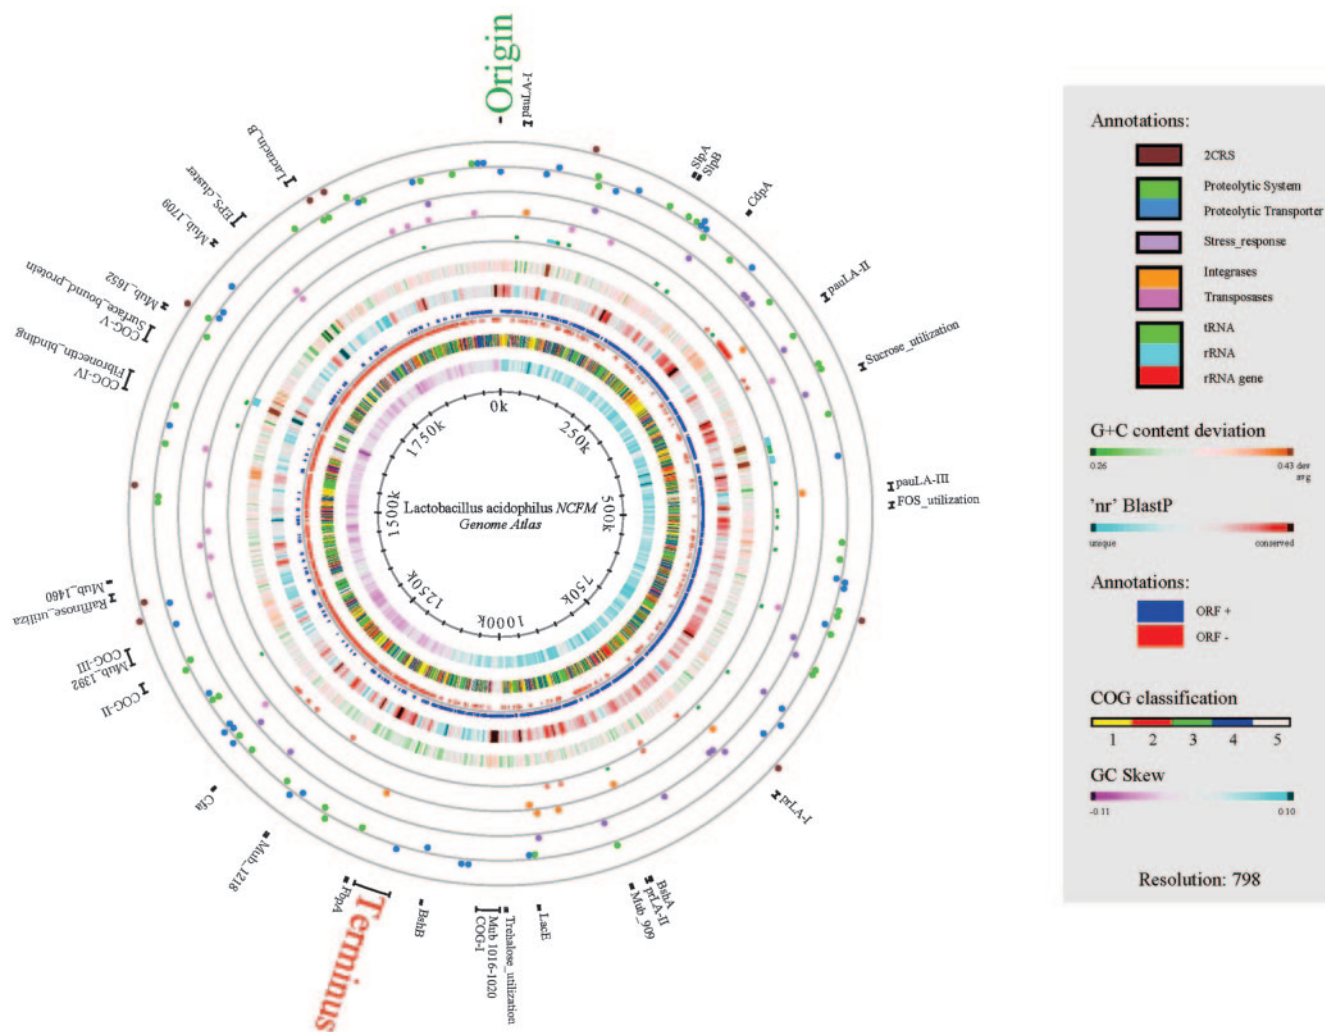 Origin
pauLA-I
SlpA
SlpB
CdpA
pauLA-II
Sucrose_utilization
pauLA-III
FOS_utilization
prLA-I
BshA
prLA-II
Mub_909
LacE
Trehalose_utilization
Mub 1016-1020
COG-I
BshB
Terminus
FbpA
Mub_1218
Cfa
COG-II
Mub_1392
COG-III
Raffinose_utiliza
Mub_1460
COG-IV
Fibronectin_binding
COG-V
Surface_bound_protein
Mub_1652
Mub_1709
EPS_cluster
Lactacin_B
0k
250k
500k
750k
1000k
1250k
1500k
1750k
Lactobacillus acidophilus NCFM
Genome Atlas
Annotations:
2CRS
Proteolytic System
Proteolytic Transporter
Stress_response
Integrases
Transposases
tRNA
rRNA
rRNA gene
G+C content deviation
0.26 0.43 dev
avg
'nr' BlastP
unique conserved
Annotations:
ORF +
ORF -
COG classification
1 2 3 4 5
GC Skew
-0.11 0.10
Resolution: 798